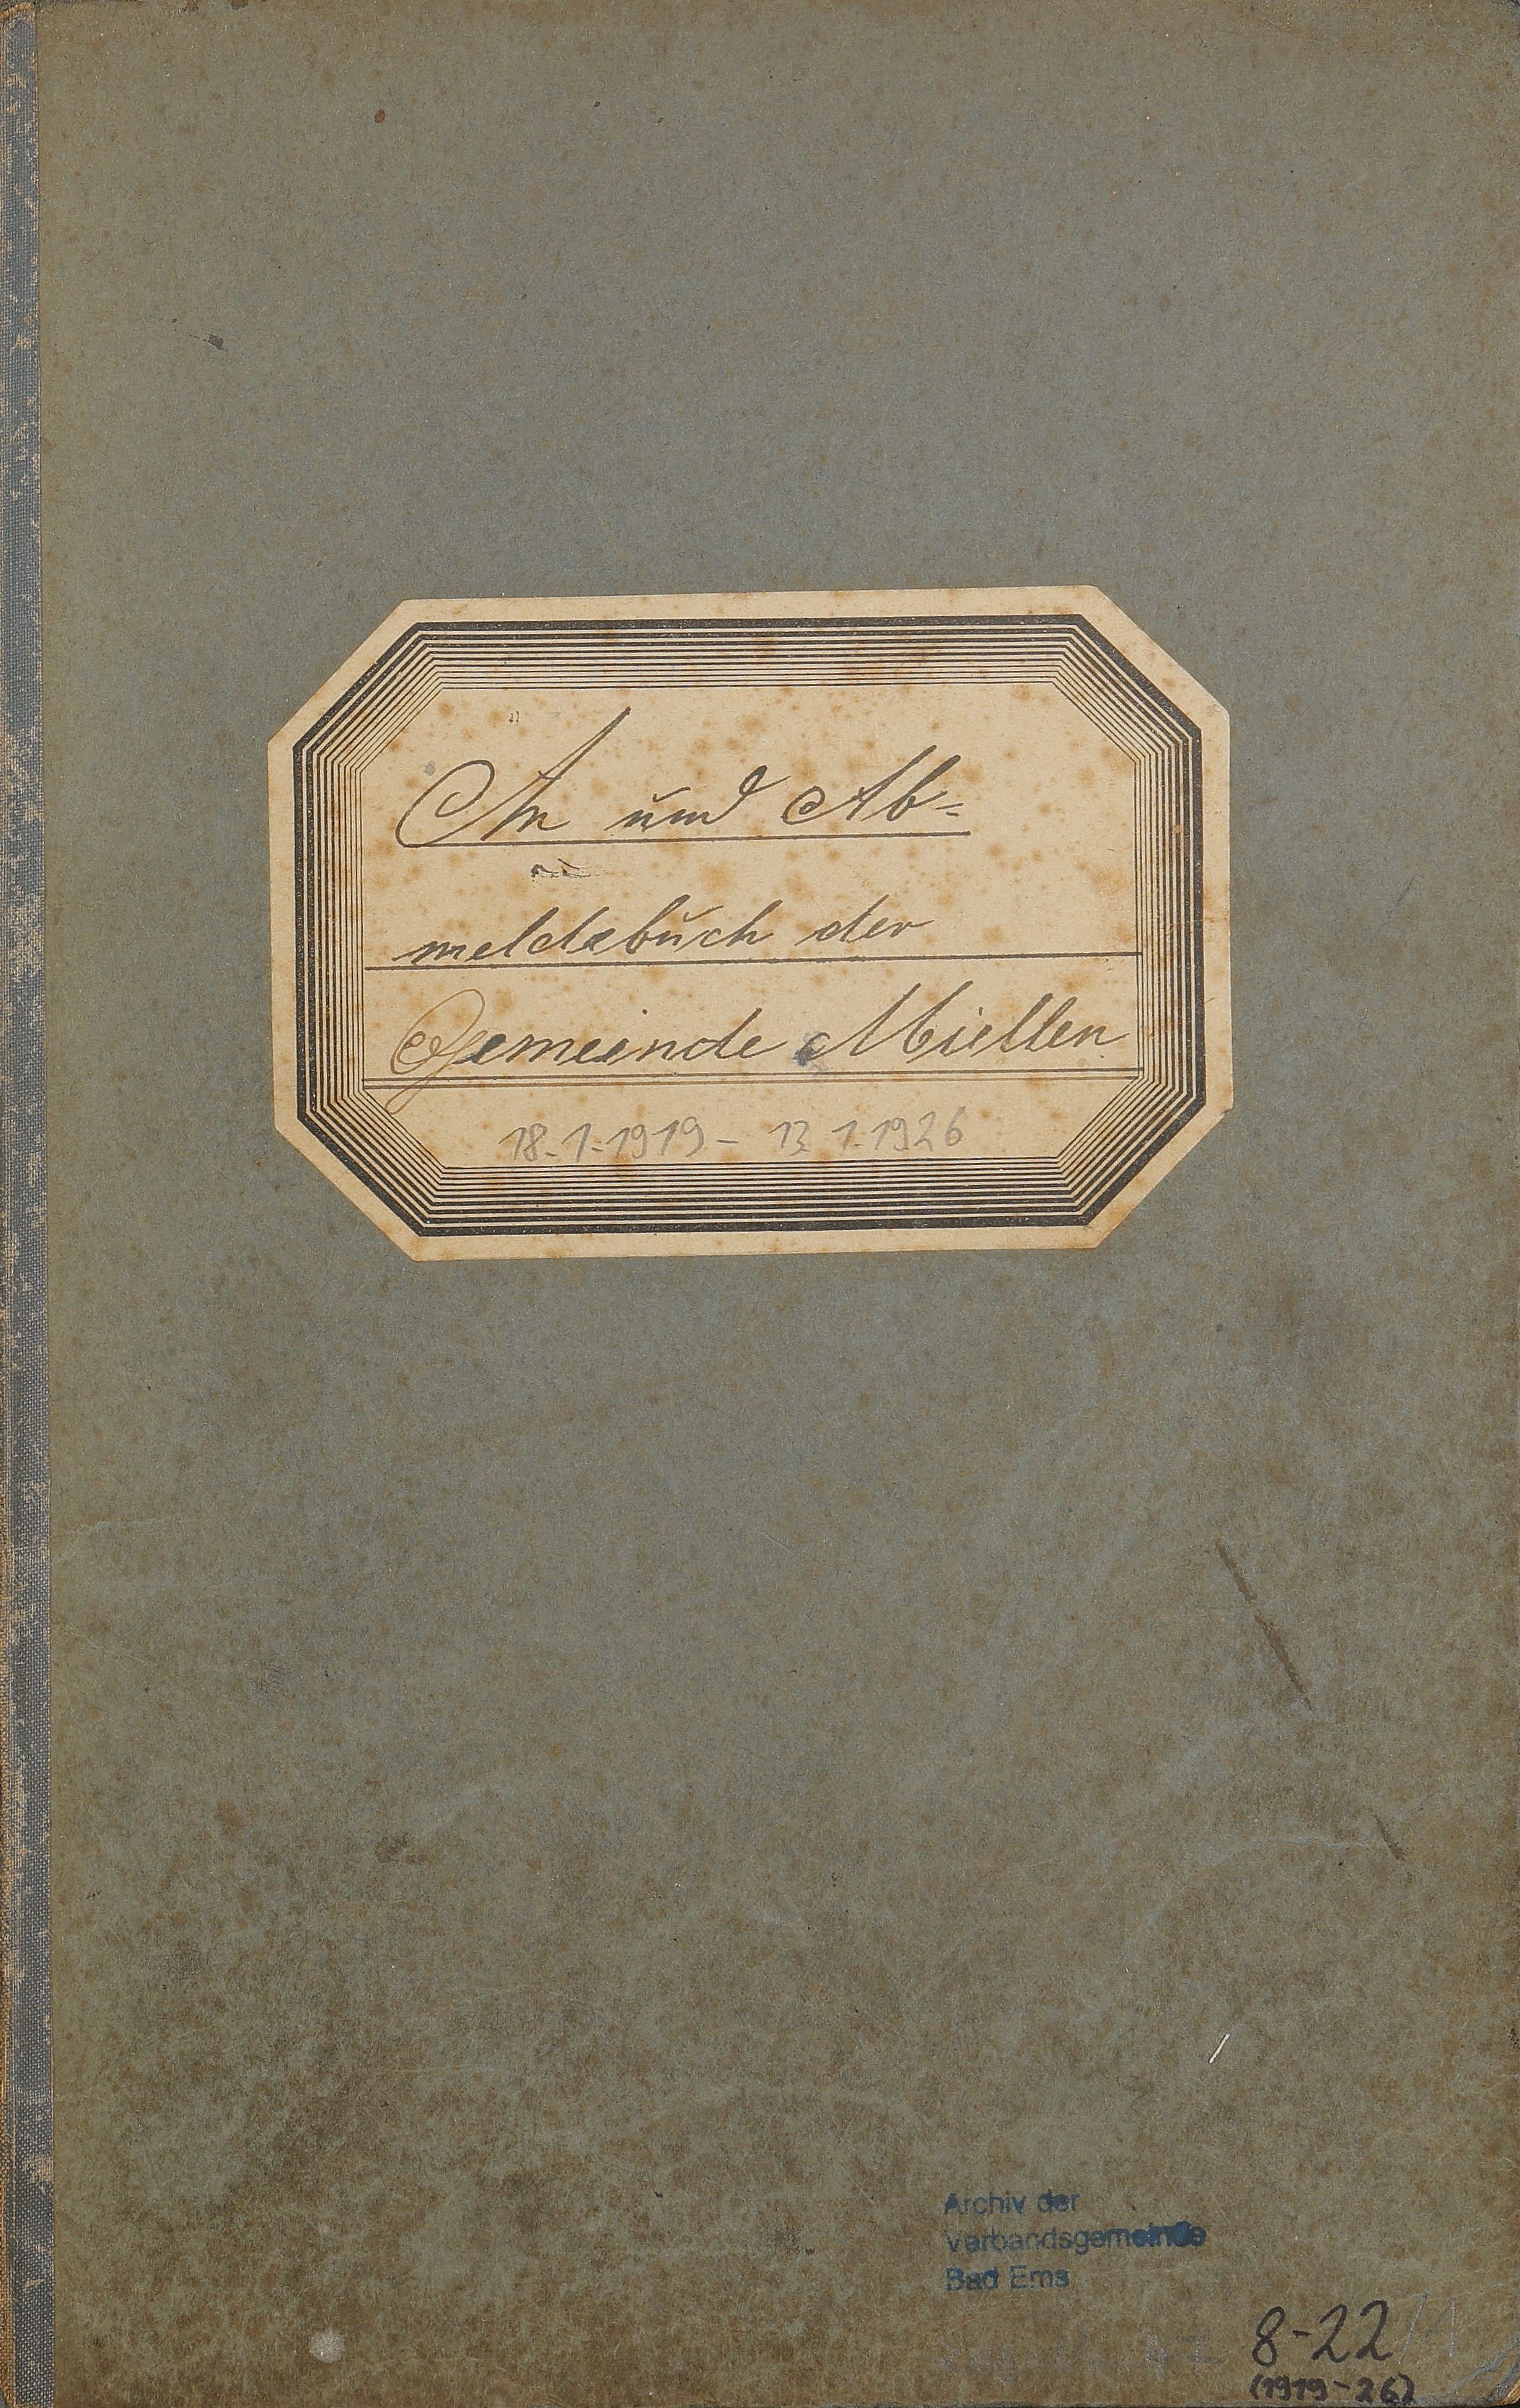 An und Ab-
meldebuch der
Gemeinde Miellen
18.1.1919 - 13.1.1926
Archiv der
Verbandsgemeinde
Bad Ems
8-22
(1919-26)